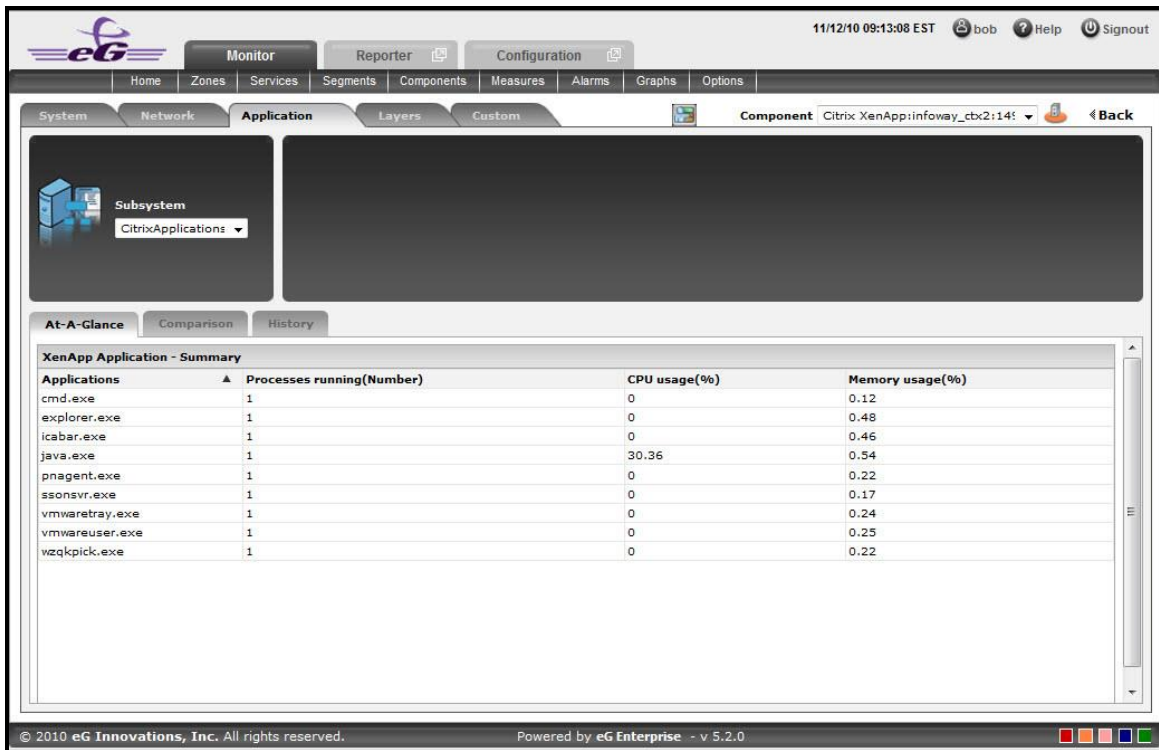 11/12/10 09:13:08 EST bob Help Signout
eG
Monitor Reporter Configuration
Home Zones Services Segments Components Measures Alarms Graphs Options
System Network Application Layers Custom Component Citrix XenApp:infoway_ctx2:149 Back
Subsystem
CitrixApplications
At-A-Glance Comparison History
XenApp Application - Summary
Applications Processes running(Number) CPU usage(%) Memory usage(%)
cmd.exe 1 0 0.12
explorer.exe 1 0 0.48
icabar.exe 1 0 0.46
java.exe 1 30.36 0.54
pnagent.exe 1 0 0.22
ssonsvr.exe 1 0 0.17
vmwaretray.exe 1 0 0.24
vmwareuser.exe 1 0 0.25
wzqkpick.exe 1 0 0.22
© 2010 eG Innovations, Inc. All rights reserved. Powered by eG Enterprise - v 5.2.0